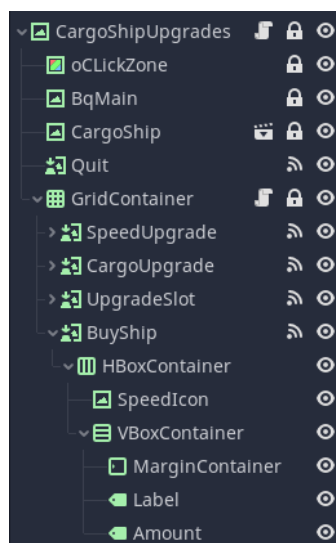 CargoShipUpgrades
oCLickZone
BqMain
CargoShip
Quit
GridContainer
SpeedUpgrade
CargoUpgrade
UpgradeSlot
BuyShip
HBoxContainer
SpeedIcon
VBoxContainer
MarginContainer
Label
Amount